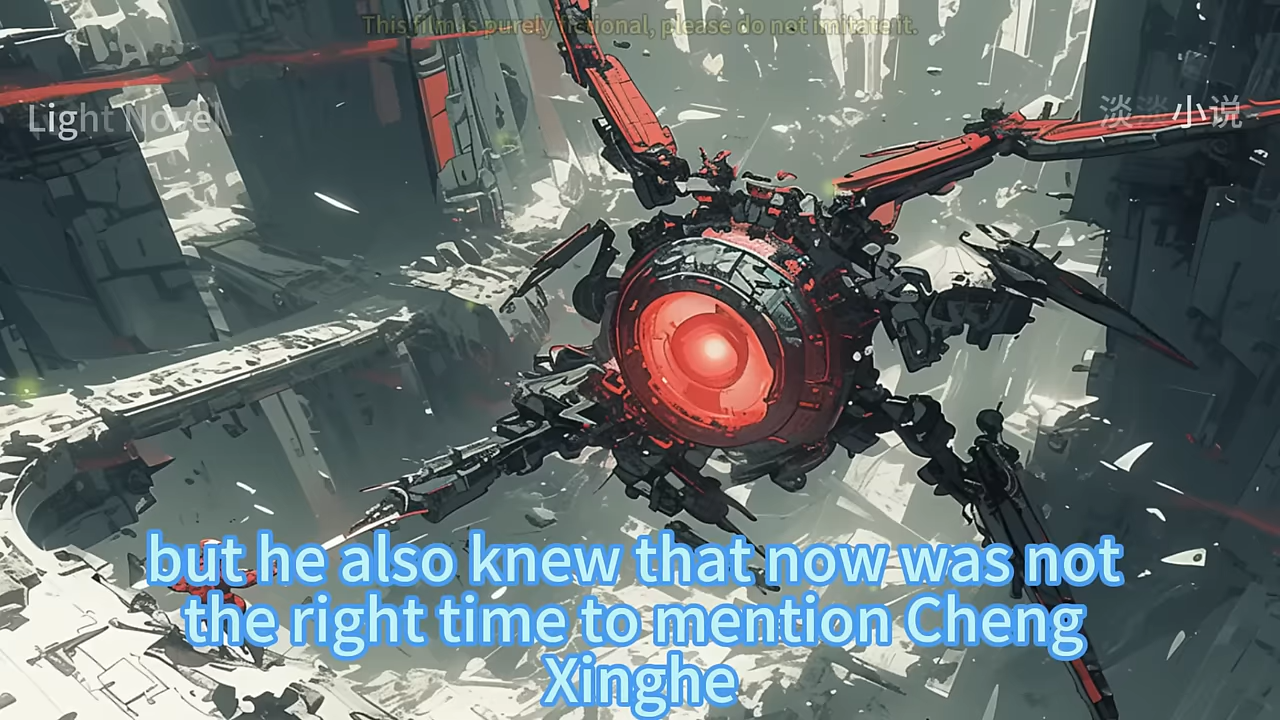 This film is purely fictional, please do not imitate it.
Light Novel
淡淡小说
but he also knew that now was not
the right time to mention Cheng
Xinghe